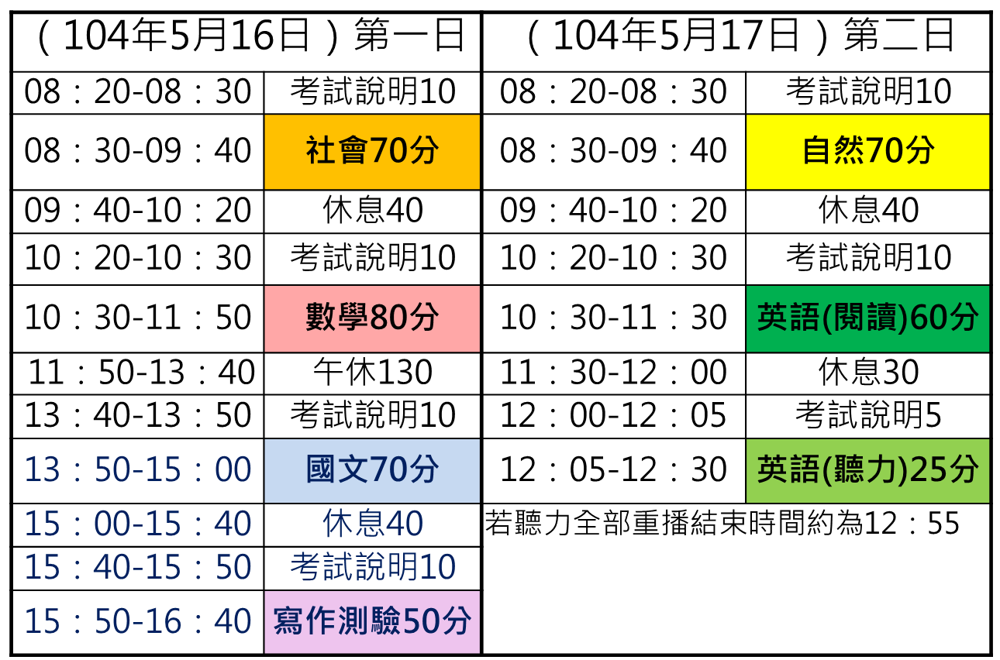 （104年5月16日）第一日
（104年5月17日）第二日
08：20-08：30 考試說明10 08：20-08：30 考試說明10
08：30-09：40 社會70分 08：30-09：40 自然70分
09：40-10：20 休息40 09：40-10：20 休息40
10：20-10：30 考試說明10 10：20-10：30 考試說明10
10：30-11：50 數學80分 10：30-11：30 英語(閱讀)60分
11：50-13：40 午休130 11：30-12：00 休息30
13：40-13：50 考試說明10 12：00-12：05 考試說明5
13：50-15：00 國文70分 12：05-12：30 英語(聽力)25分
15：00-15：40 休息40 若聽力全部重播結束時間約為12：55
15：40-15：50 考試說明10
15：50-16：40 寫作測驗50分